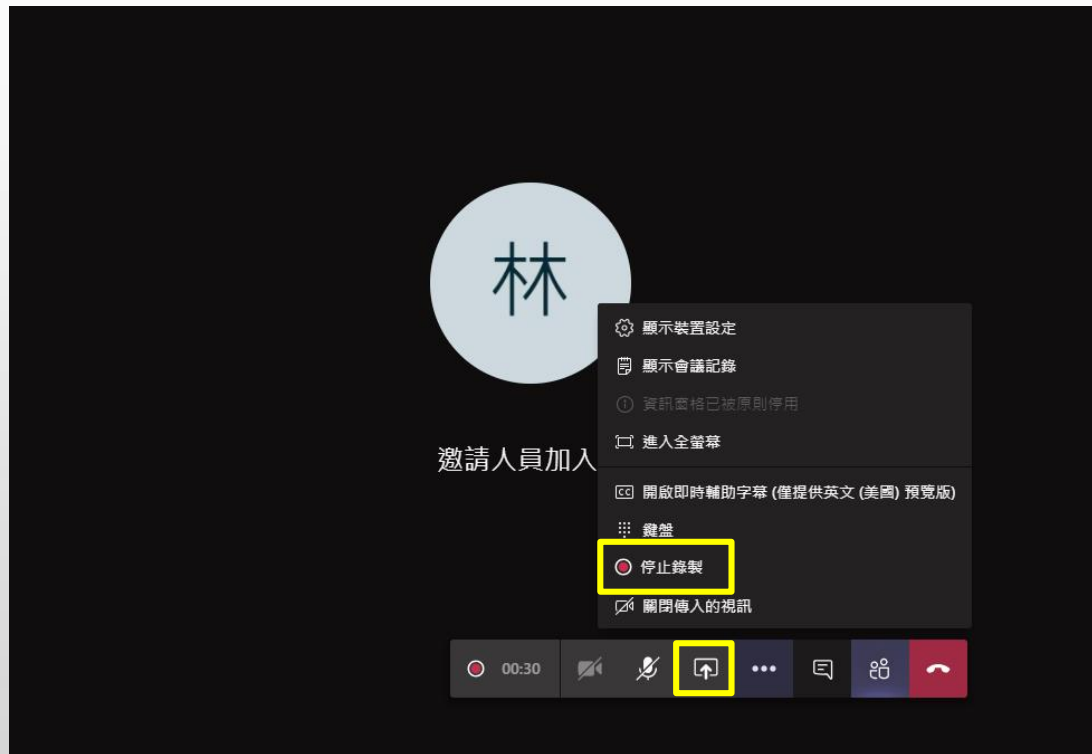 林
邀請人員加入
顯示裝置設定
顯示會議記錄
資訊窗格已被原則停用
進入全螢幕
CC 開啟即時輔助字幕 (僅提供英文 (美國) 預覽版)
鍵盤
停止錄製
關閉傳入的視訊
00:30